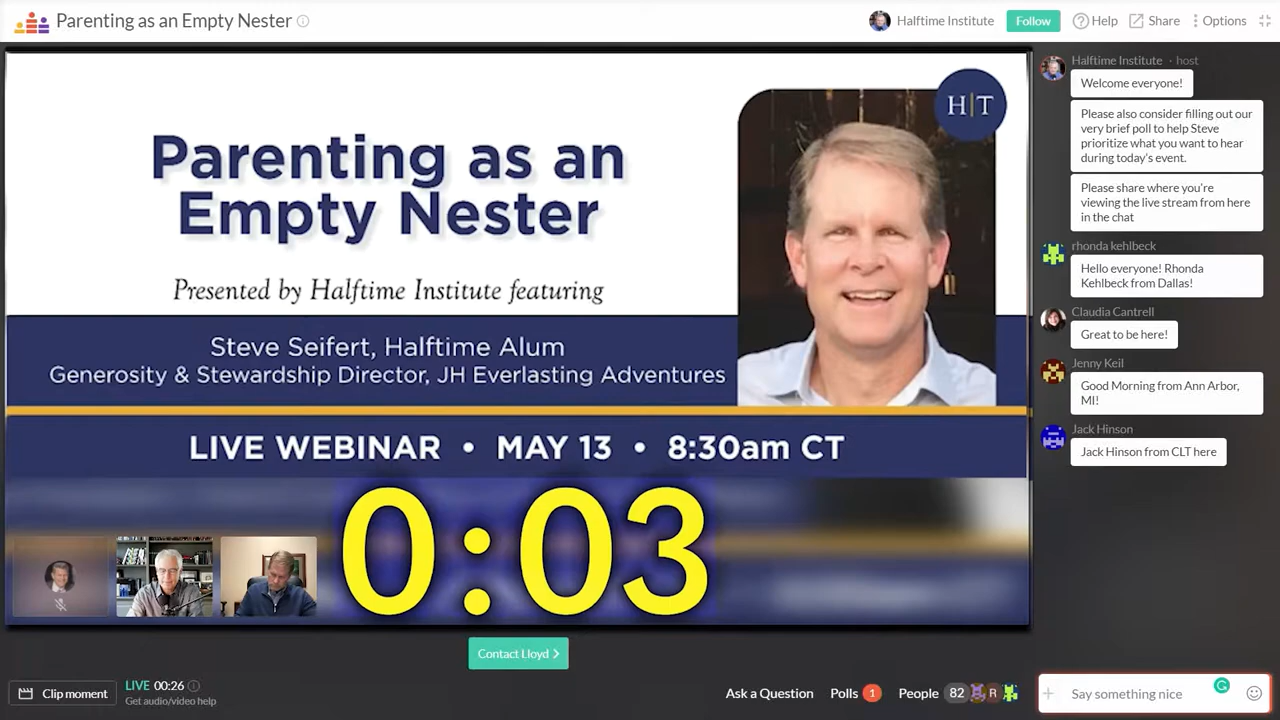 Parenting as an Empty Nester
Halftime Institute
Follow
Help
Share
Options
H|T
Parenting as an
Empty Nester
Presented by Halftime Institute featuring
Steve Seifert, Halftime Alum
Generosity & Stewardship Director, JH Everlasting Adventures
LIVE WEBINAR • MAY 13 • 8:30am CT
0:03
Contact Lloyd >
Clip moment
LIVE 00:26
Get audio/video help
Ask a Question
Polls 1
People 82
R
Halftime Institute · host
Welcome everyone!
Please also consider filling out our
very brief poll to help Steve
prioritize what you want to hear
during today's event.
Please share where you're
viewing the live stream from here
in the chat
rhonda kehlbeck
Hello everyone! Rhonda
Kehlbeck from Dallas!
Claudia Cantrell
Great to be here!
Jenny Keil
Good Morning from Ann Arbor,
MI!
Jack Hinson
Jack Hinson from CLT here
Say something nice